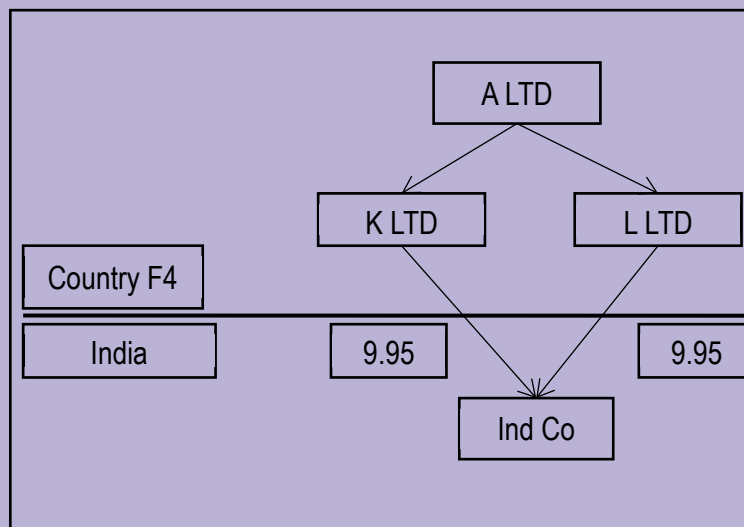 A LTD
K LTD
L LTD
Country F4
India
9.95
9.95
Ind Co